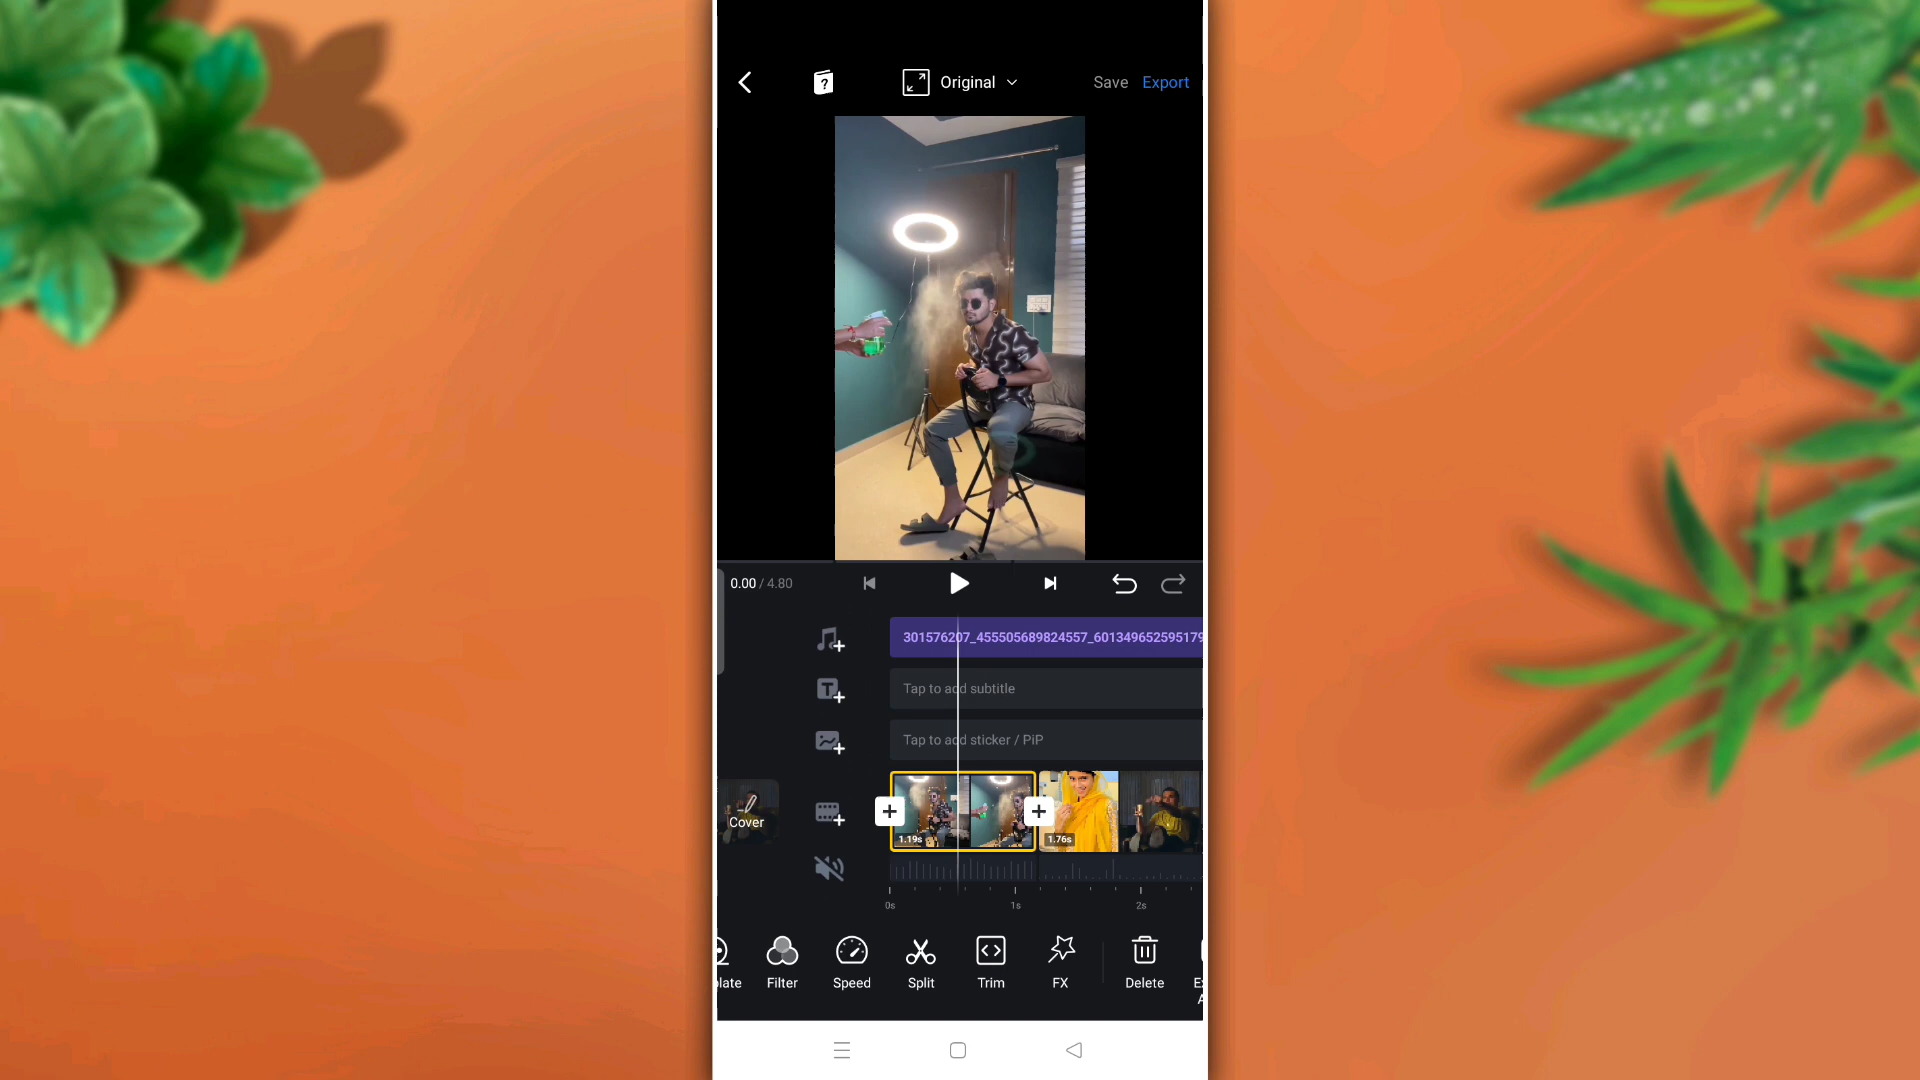 Original
Save Export
0.00 / 4.80
301576207_455505689824557_601349652595179
Tap to add subtitle
Tap to add sticker / PiP
Cover
1.19s
1.76s
0s 1s 2s
late Filter Speed Split Trim FX Delete